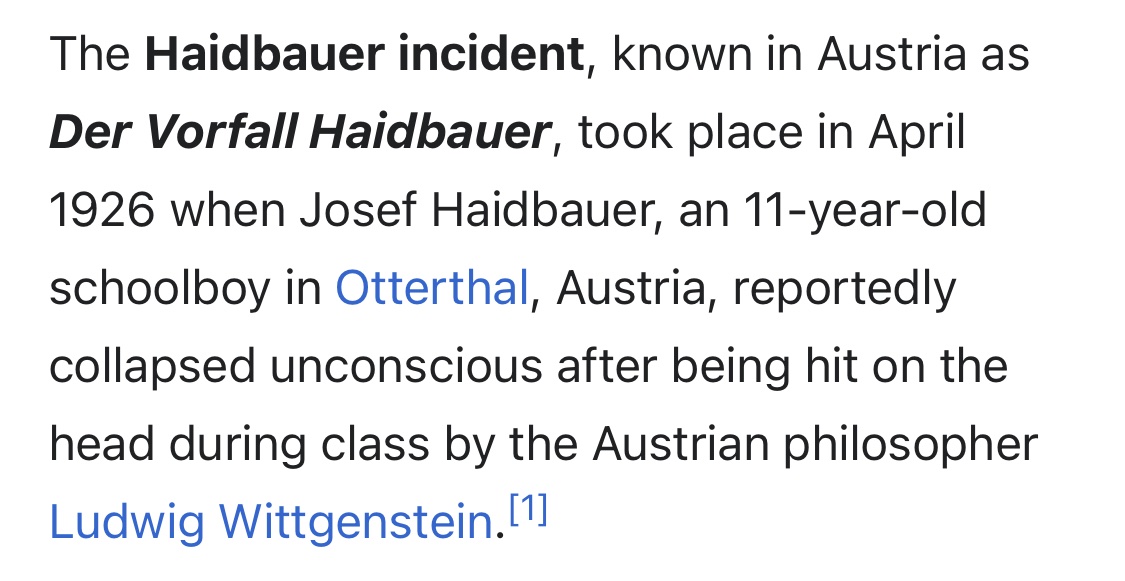 The Haidbauer incident, known in Austria as
Der Vorfall Haidbauer, took place in April
1926 when Josef Haidbauer, an 11-year-old
schoolboy in Otterthal, Austria, reportedly
collapsed unconscious after being hit on the
head during class by the Austrian philosopher
Ludwig Wittgenstein.[1]